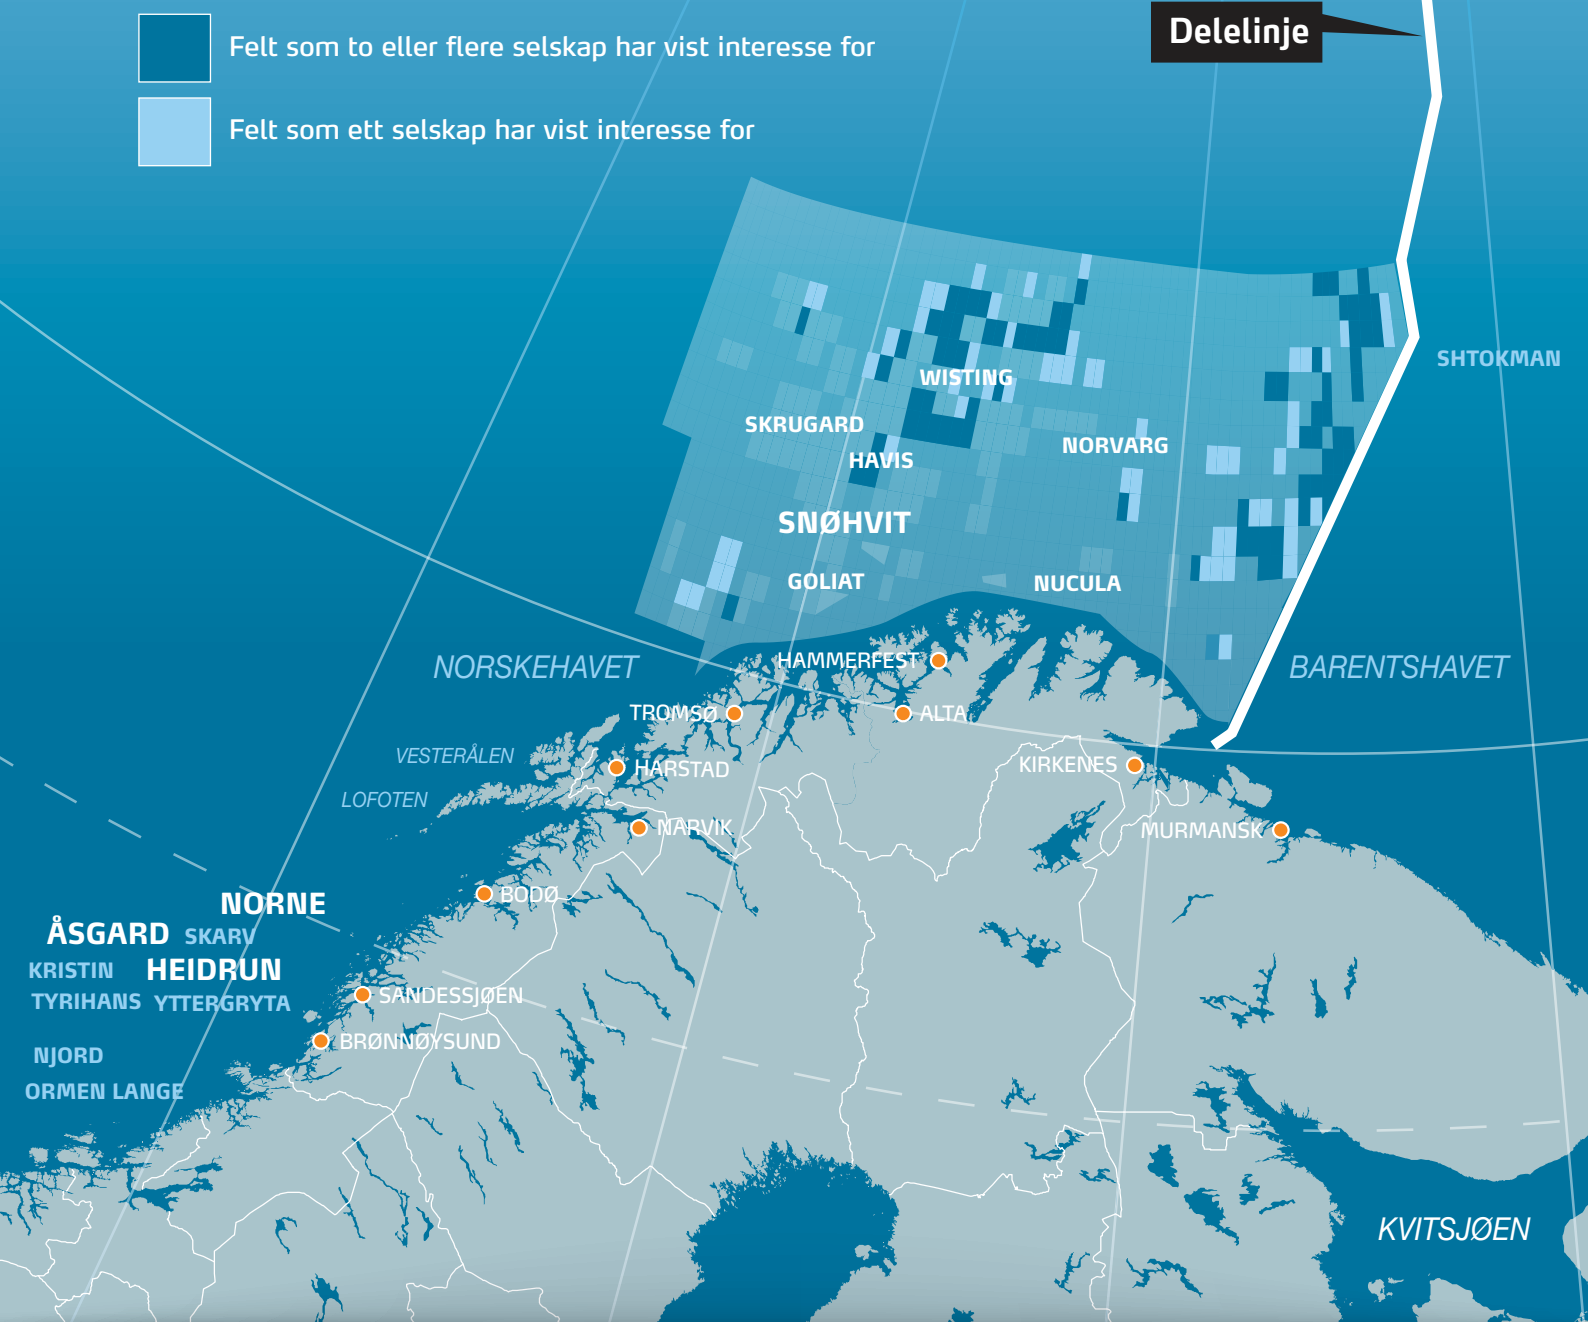 Felt som to eller flere selskap har vist interesse for
Felt som ett selskap har vist interesse for
Delelinje
SHTOKMAN
WISTING
SKRUGARD
HAVIS
NORVARG
SNØHVIT
GOLIAT
NUCULA
NORSKEHAVET
HAMMERFEST
BARENTSHAVET
TROMSØ
ALTA
VESTERÅLEN
HARSTAD
KIRKENES
LOFOTEN
NARVIK
MURMANSK
BODØ
NORNE
ÅSGARD SKARV
KRISTIN HEIDRUN
TYRIHANS YTTERGRYTA
SANDESSJØEN
BRØNNØYSUND
NJORD
ORMEN LANGE
KVITSJØEN